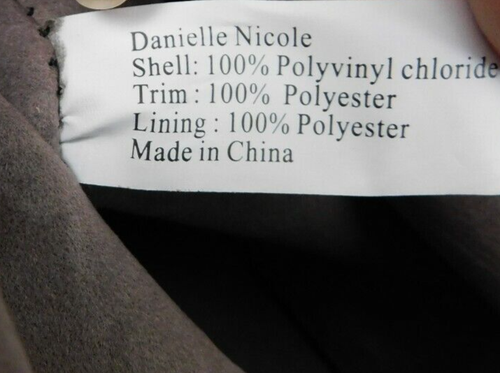 Danielle Nicole
Shell: 100% Polyvinyl chloride
Trim : 100% Polyester
Lining : 100% Polyester
Made in China